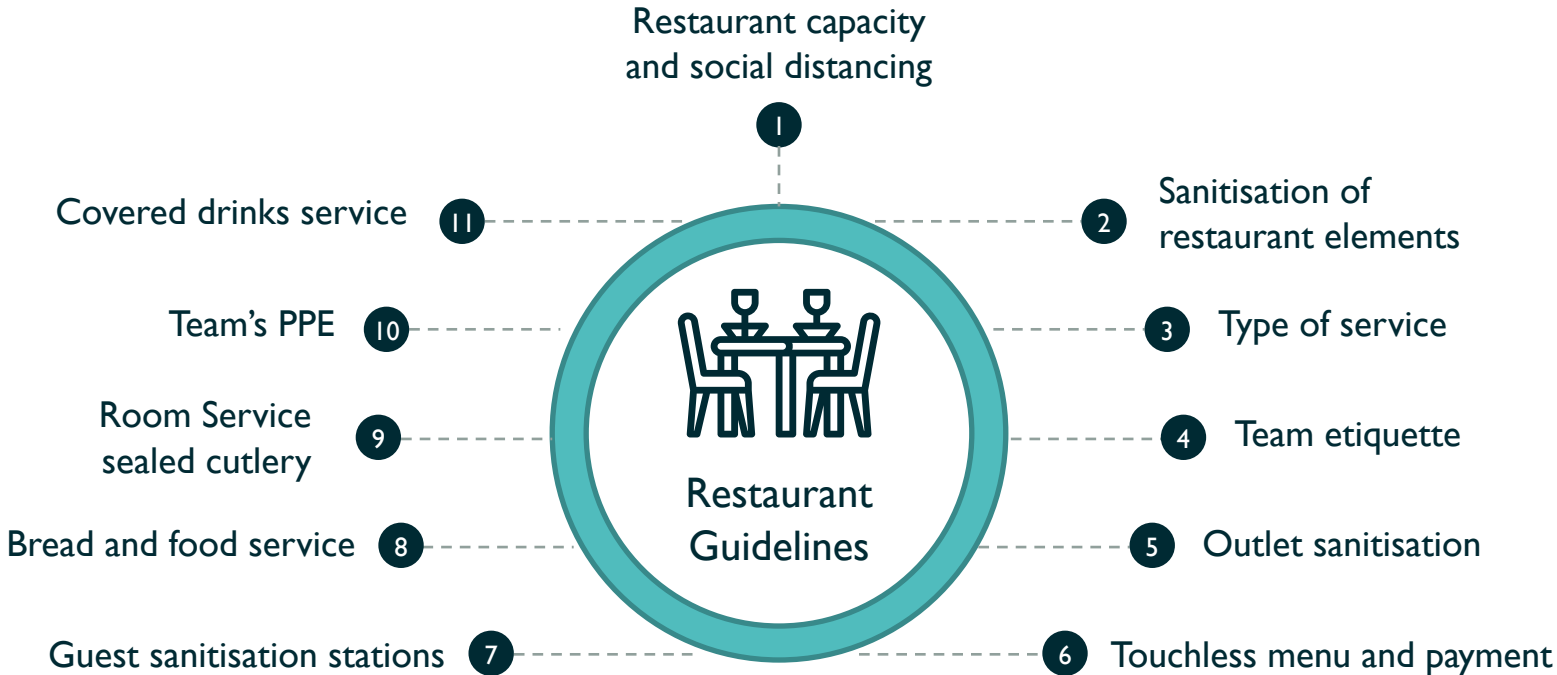 Restaurant capacity
and social distancing
1
Sanitisation of
restaurant elements
2
Type of service
3
Team etiquette
4
Outlet sanitisation
5
Touchless menu and payment
6
Guest sanitisation stations
7
Bread and food service
8
Room Service
sealed cutlery
9
Team's PPE
10
Covered drinks service
11
Restaurant
Guidelines